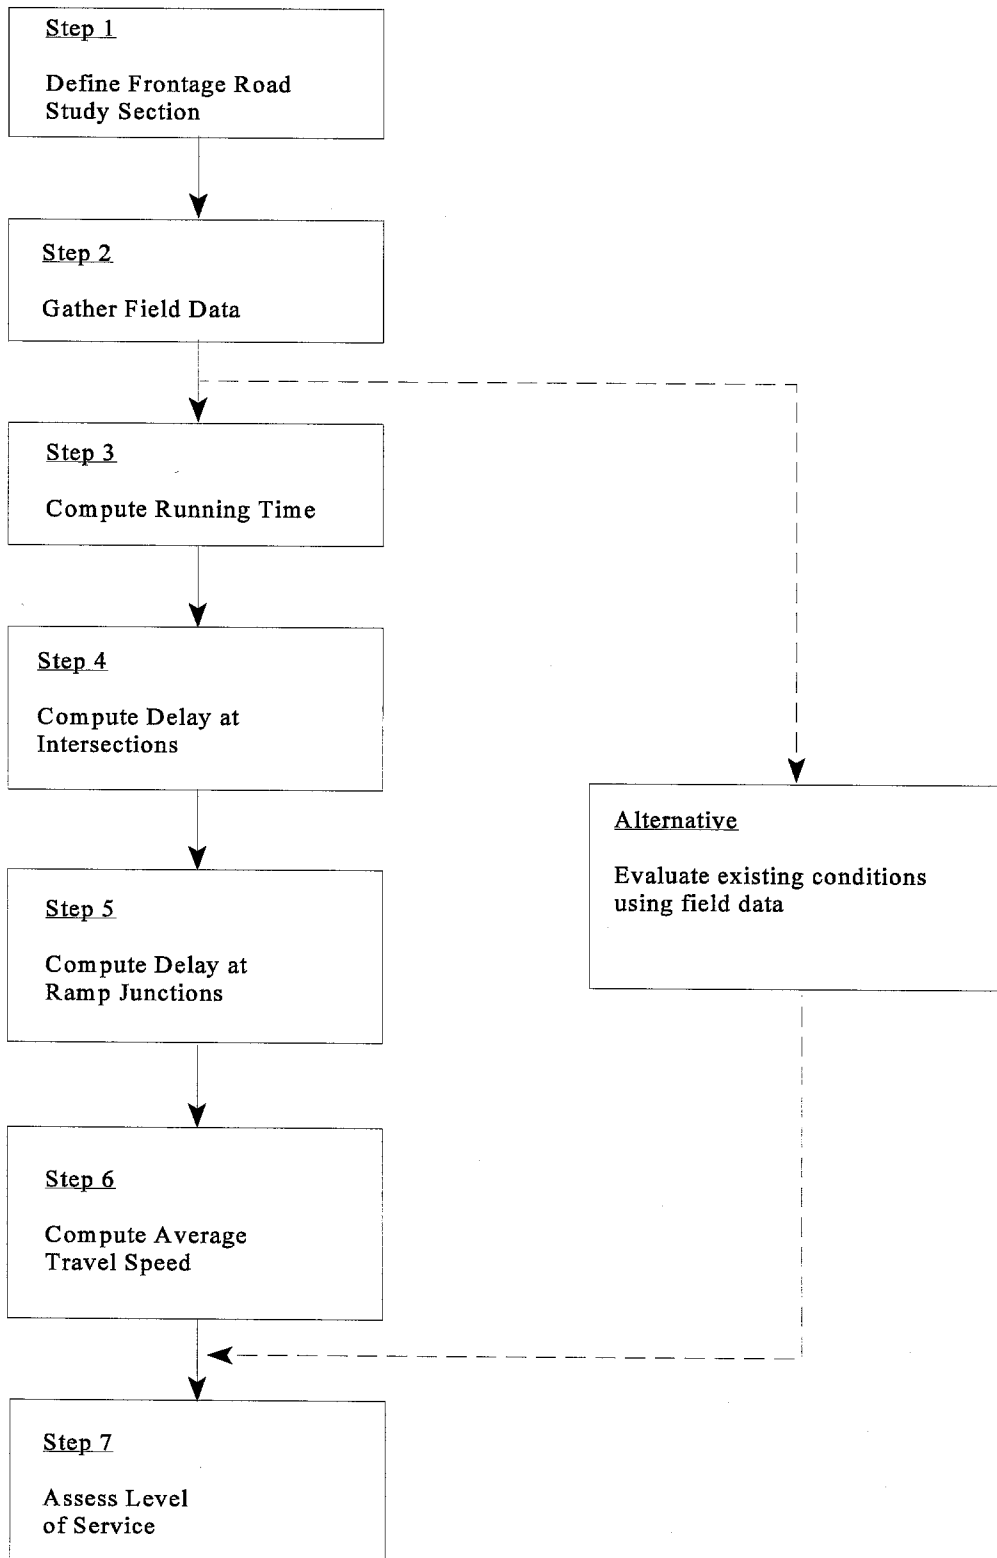 Step 1
Define Frontage Road
Study Section
Step 2
Gather Field Data
Step 3
Compute Running Time
Step 4
Compute Delay at
Intersections
Step 5
Compute Delay at
Ramp Junctions
Alternative
Evaluate existing conditions
using field data
Step 6
Compute Average
Travel Speed
Step 7
Assess Level
of Service